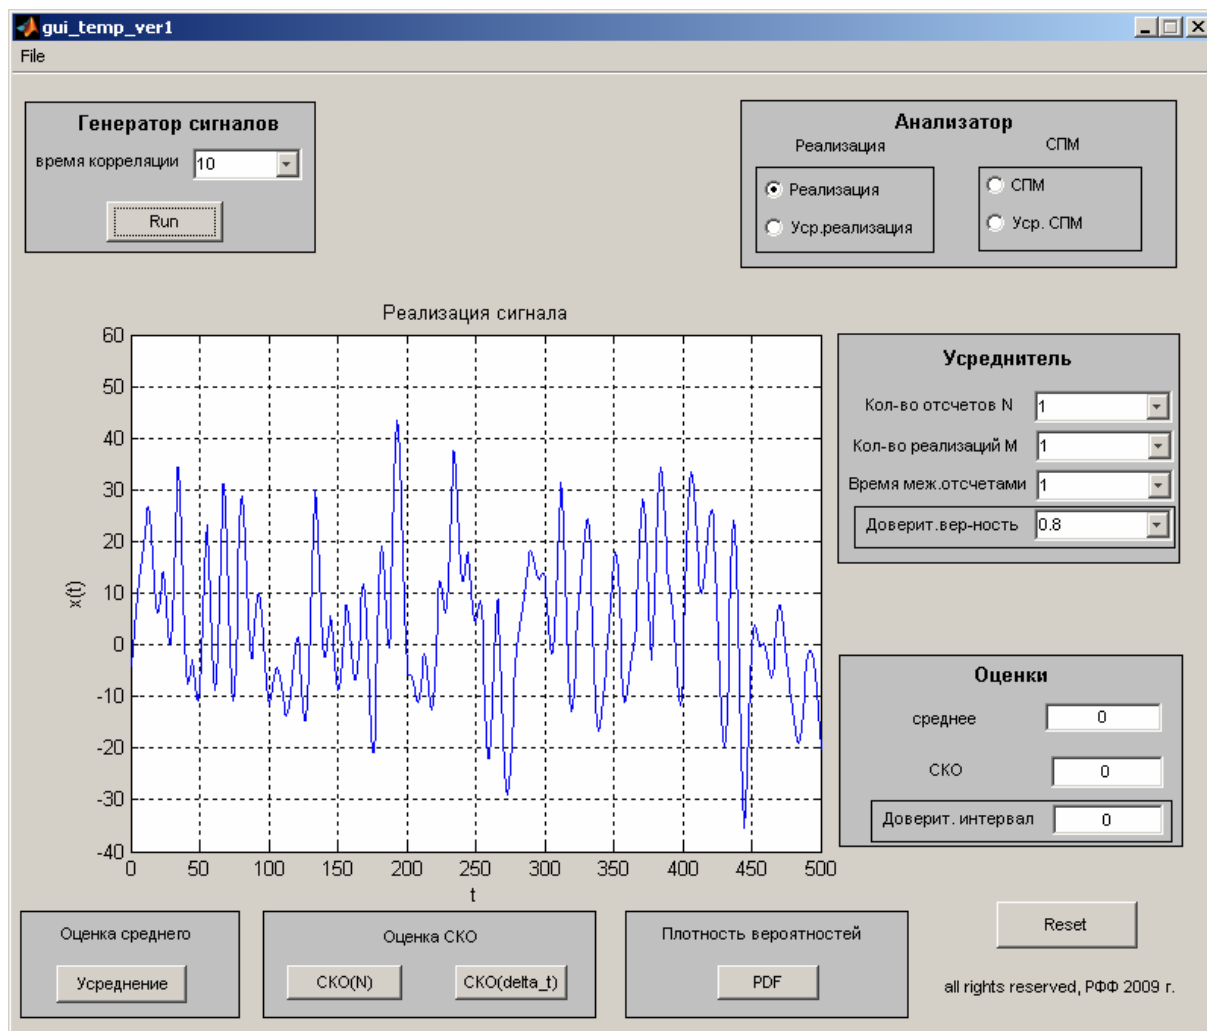 gui_temp_ver1
File
Генератор сигналов
время корреляции 10
Run
Анализатор
Реализация СПМ
Реализация
Уср.реализация
СПМ
Уср. СПМ
Реализация сигнала
60
50
40
30
20
10
0
-10
-20
-30
-40
x(t)
0 50 100 150 200 250 300 350 400 450 500
t
Усреднитель
Кол-во отсчетов N 1
Кол-во реализаций M 1
Время меж.отсчетами 1
Доверит.вер-ность 0.8
Оценки
среднее 0
СКО 0
Доверит. интервал 0
Оценка среднего
Усреднение
Оценка СКО
СКО(N) СКО(delta_t)
Плотность вероятностей
PDF
Reset
all rights reserved, РФФ 2009 г.